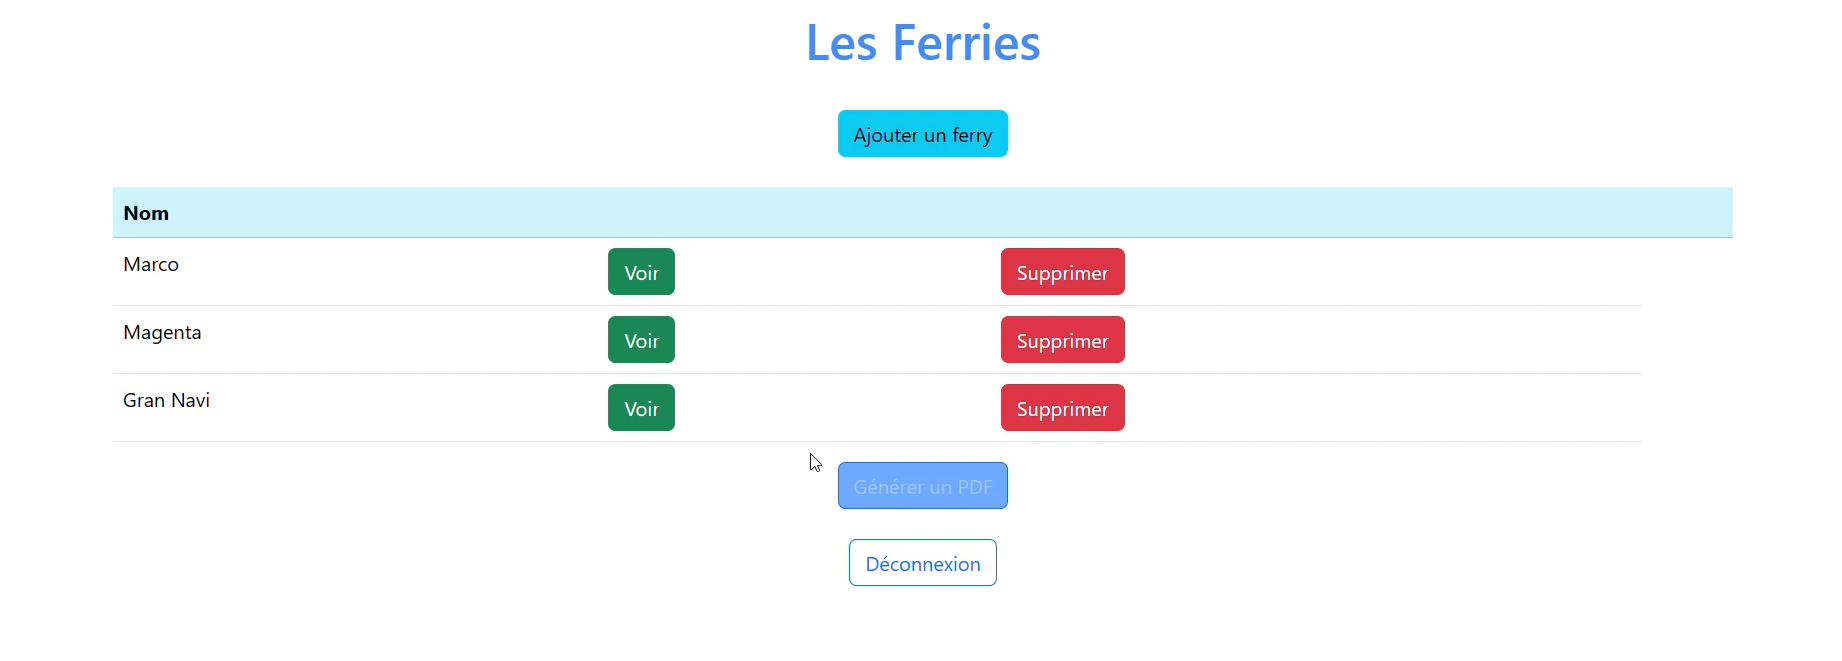 Les Ferries
Ajouter un ferry
Nom
Marco Voir Supprimer
Magenta Voir Supprimer
Gran Navi Voir Supprimer
Générer un PDF
Déconnexion